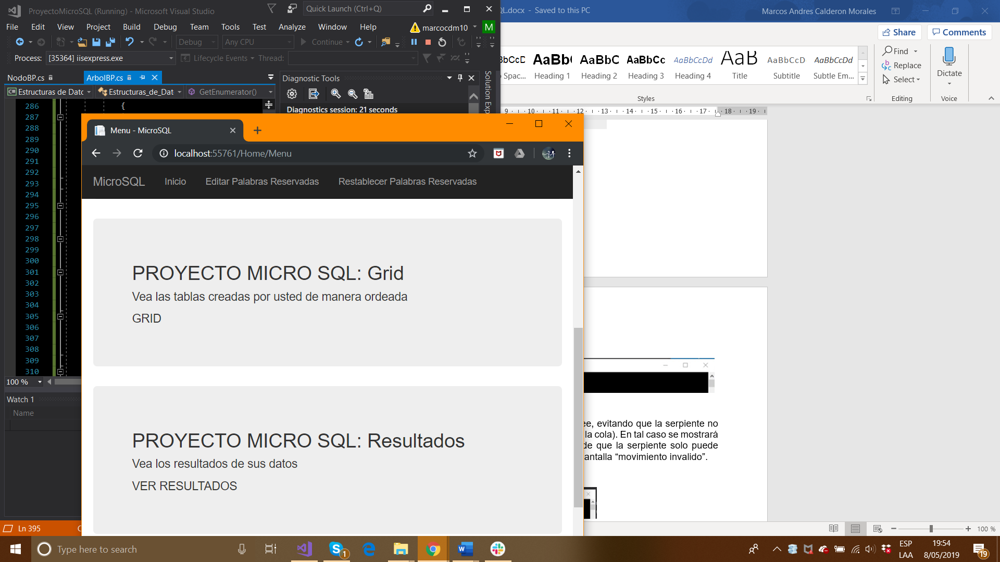 ProyectoMicroSQL (Running) - Microsoft Visual Studio
Quick Launch (Ctrl+Q)
QL.docx - Saved to this PC
Marcos Andres Calderon Morales
File Edit View Project Build Debug Team Tools Test Analyze Window Help
marcocdm10
M
Share
Comments
Debug
Any CPU
Continue
Process: [35364] iisexpress.exe
Lifecycle Events
Thread:
AaBbCcDd
Heading 1
Heading 2
Heading 3
Heading 4
Title
Subtitle
Subtle Em...
Spac...
Styles
Find
Replace
Select
Editing
Dictate
Voice
NodoBP.cs
ArbolBP.cs
Diagnostic Tools
Estructuras de Datc
Estructuras_de_Dat
GetEnumerator()
Solution Exp
Diagnostics session: 21 seconds
9 10 11 12 13 14 15 16 17 18 19
286 {
287
288
289
290
291
292
293
294
295
296
297
298
299
300
301
302
303
304
305
306
307
308
309
310
100 %
Watch 1
Name
Ln 395
Menu - MicroSQL
localhost:55761/Home/Menu
MicroSQL
Inicio
Editar Palabras Reservadas
Restablecer Palabras Reservadas
PROYECTO MICRO SQL: Grid
Vea las tablas creadas por usted de manera ordeada
GRID
PROYECTO MICRO SQL: Resultados
Vea los resultados de sus datos
VER RESULTADOS
ee, evitando que la serpiente no
la cola). En tal caso se mostrará
de que la serpiente solo puede
antalla “movimiento invalido”.
100 %
Type here to search
1
ESP
LAA
19:54
8/05/2019
19